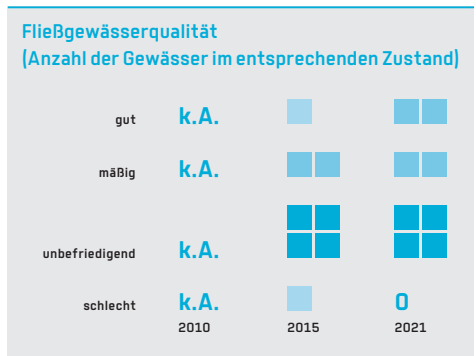 Fließgewässerqualität
(Anzahl der Gewässer im entsprechenden Zustand)
gut k.A.
mäßig k.A.
unbefriedigend k.A.
schlecht k.A. 0
2010 2015 2021